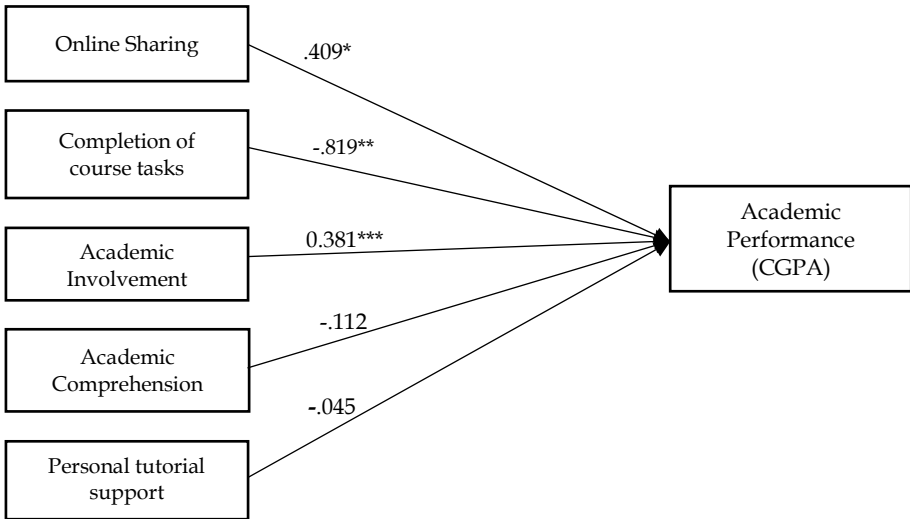 Online Sharing
.409*
Completion of
course tasks
-.819**
Academic
Performance
(CGPA)
Academic
Involvement
0.381***
Academic
Comprehension
-.112
Personal tutorial
support
-.045